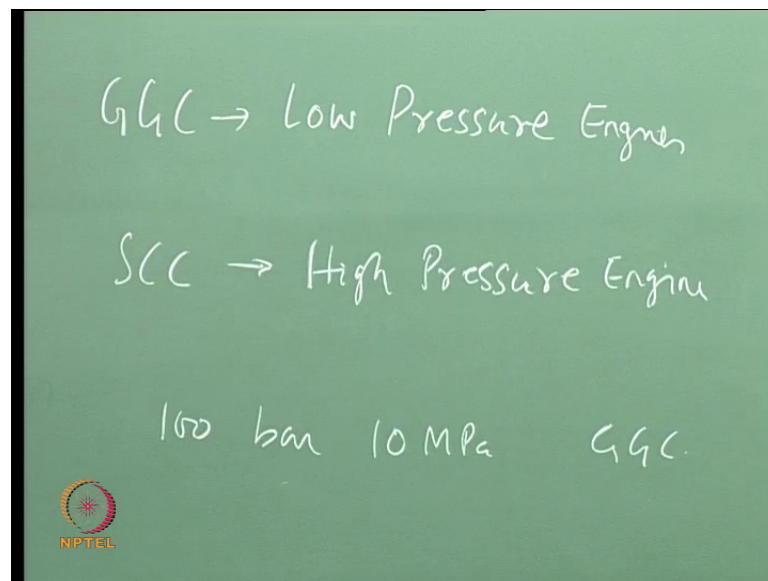 GGC → Low Pressure Engines
SCC → High Pressure Engine
100 bar 10 MPa GGC.
NPTEL